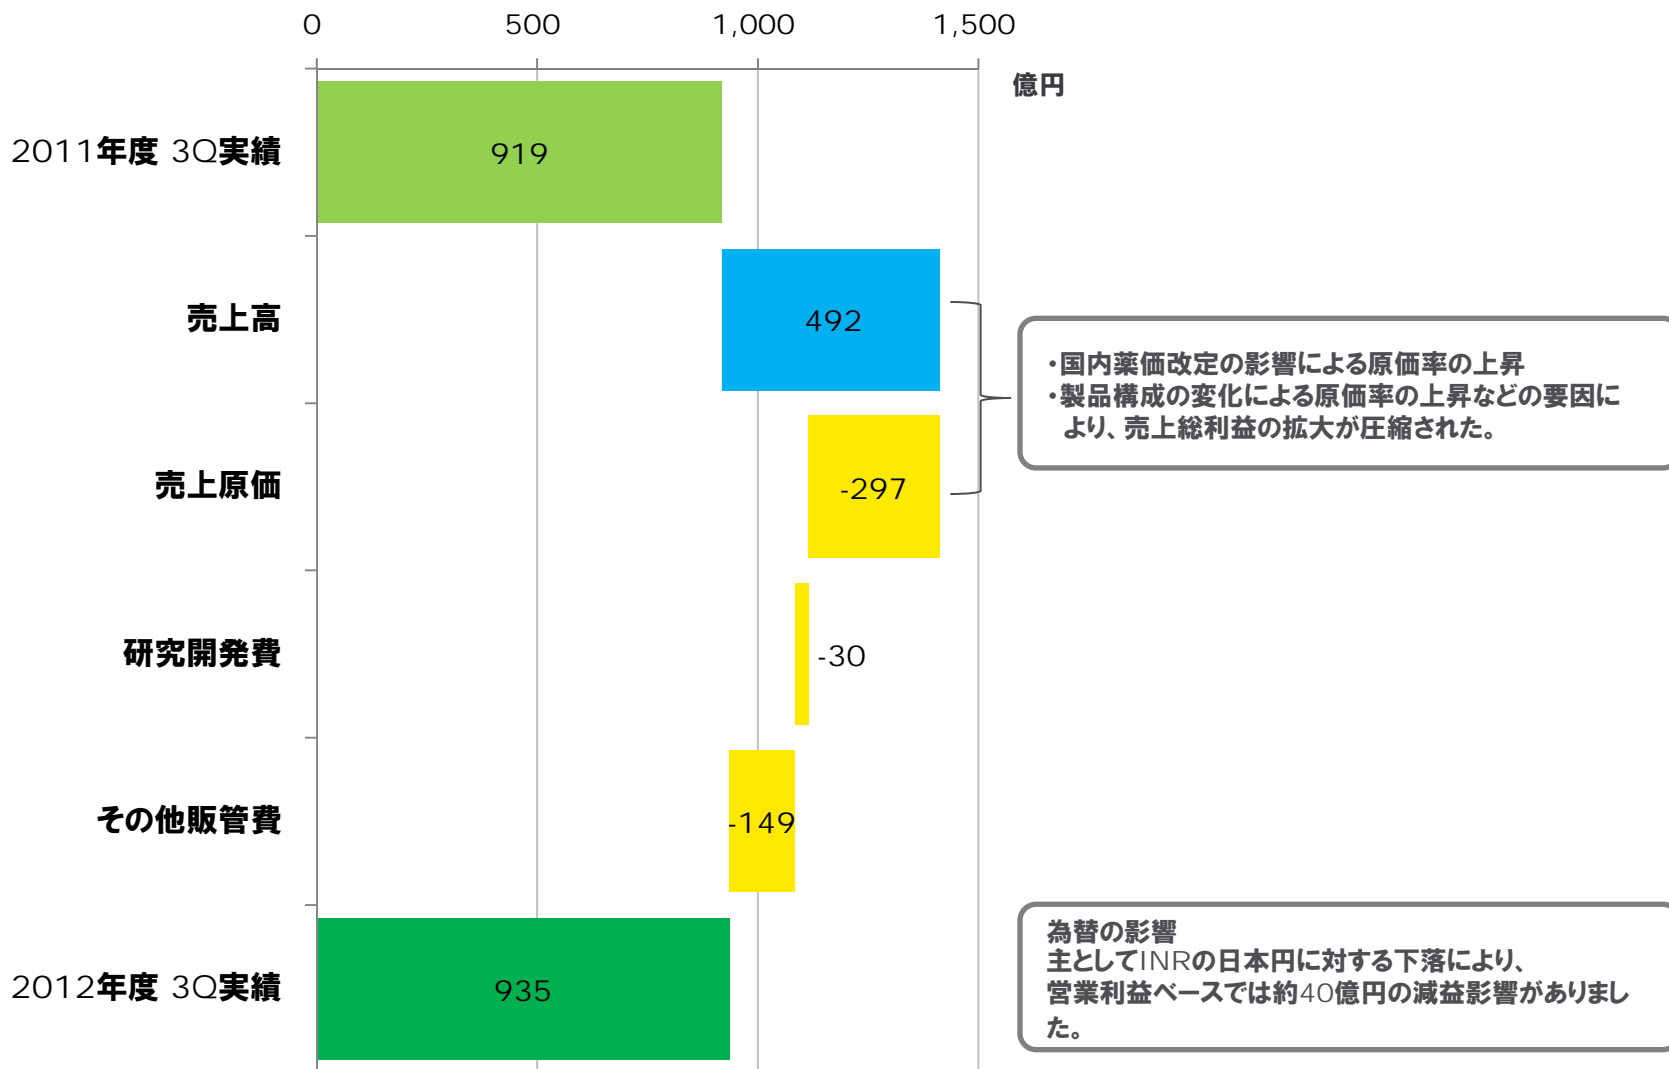 0 500 1,000 1,500
億円
2011年度 3Q実績
919
売上高
492
・国内薬価改定の影響による原価率の上昇
・製品構成の変化による原価率の上昇などの要因に
より、売上総利益の拡大が圧縮された。
売上原価
-297
研究開発費
-30
その他販管費
-149
2012年度 3Q実績
935
為替の影響
主としてINRの日本円に対する下落により、
営業利益ベースでは約40億円の減益影響がありまし
た。